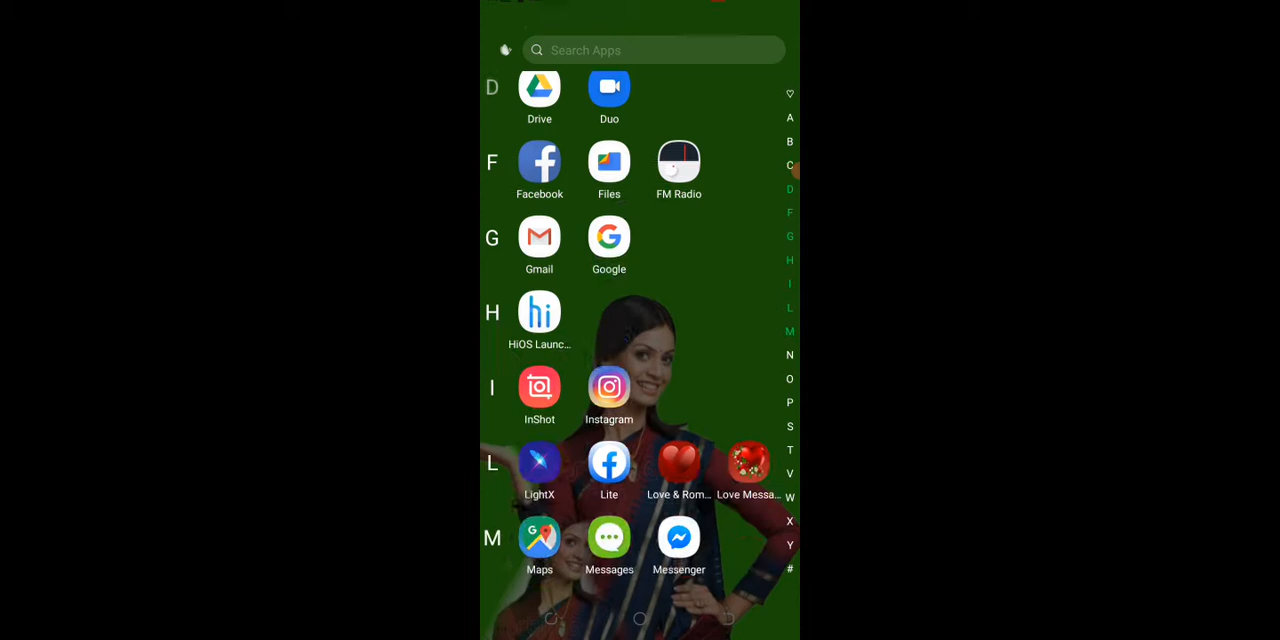 Search Apps
D
Drive
Duo
F
Facebook
Files
FM Radio
G
Gmail
Google
H
hi
HiOS Launc...
I
InShot
Instagram
L
LightX
Lite
Love & Rom...
Love Messa...
M
G
Maps
Messages
Messenger
A
B
C
D
F
G
H
I
L
M
N
O
P
S
T
V
W
X
Y
#